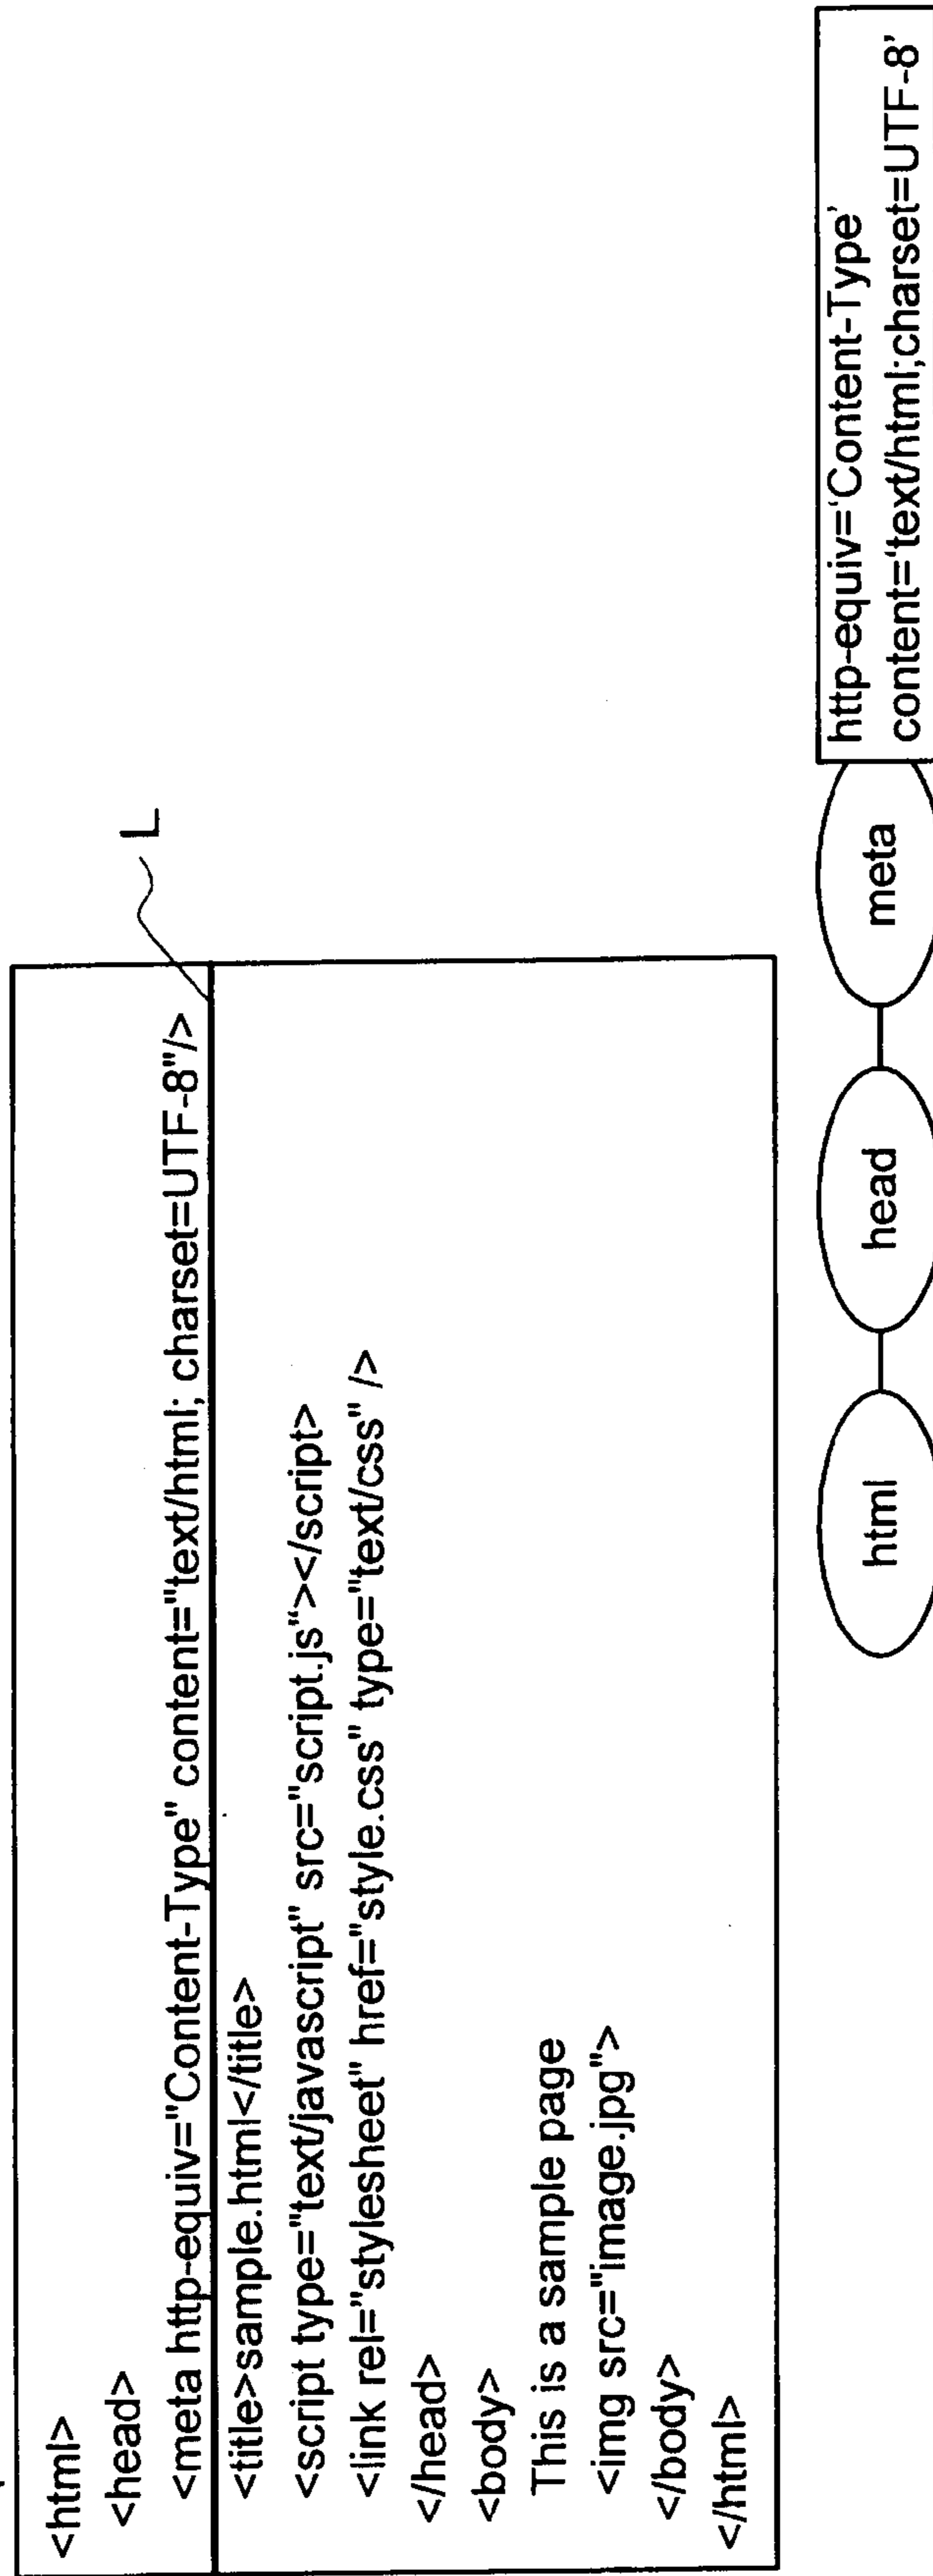 <html>
<head>
<meta http-equiv="Content-Type" content="text/html; charset=UTF-8"/>
<title>sample.html</title>
<script type="text/javascript" src="script.js"></script>
<link rel="stylesheet" href="style.css" type="text/css" />
</head>
<body>
This is a sample page
<img src="image.jpg">
</body>
</html>
L
html
head
meta
http-equiv='Content-Type'
content='text/html;charset=UTF-8'